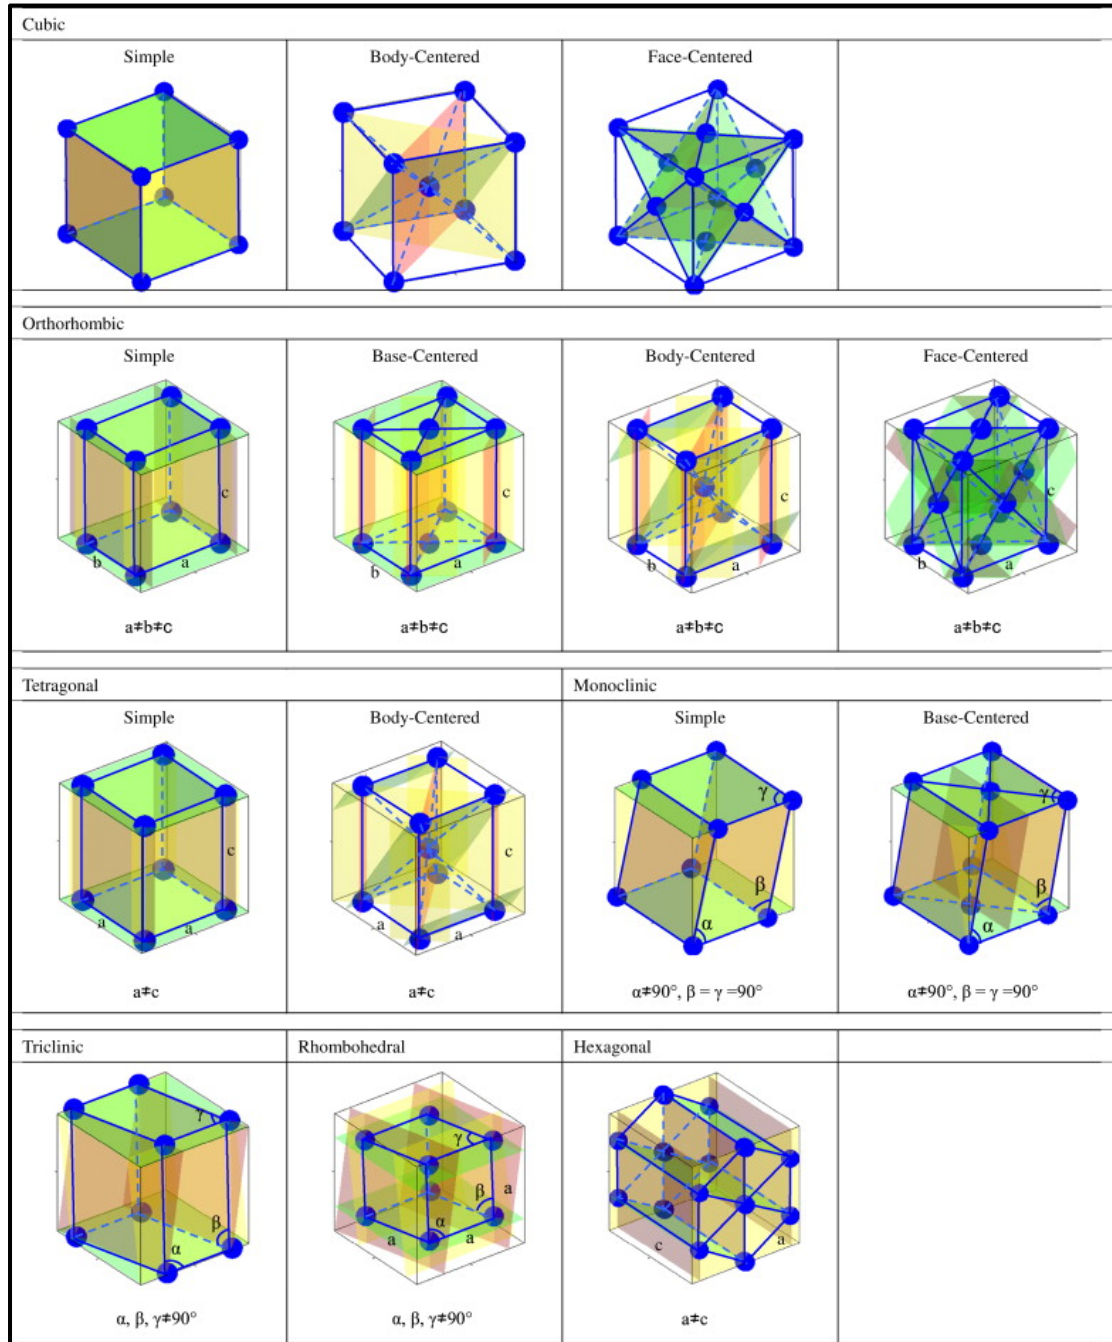 Cubic
Simple
Body-Centered
Face-Centered
Orthorhombic
Simple
Base-Centered
Body-Centered
Face-Centered
c
b
a
c
b
a
c
b
a
c
b
a
a≠b≠c
a≠b≠c
a≠b≠c
a≠b≠c
Tetragonal
Monoclinic
Simple
Body-Centered
Simple
Base-Centered
c
a
a
c
a
a
γ
β
α
γ
β
α
a≠c
a≠c
α≠90°, β = γ =90°
α≠90°, β = γ =90°
Triclinic
Rhombohedral
Hexagonal
γ
β
α
γ
β
a
α
a
a
c
a
α, β, γ≠90°
α, β, γ≠90°
a≠c